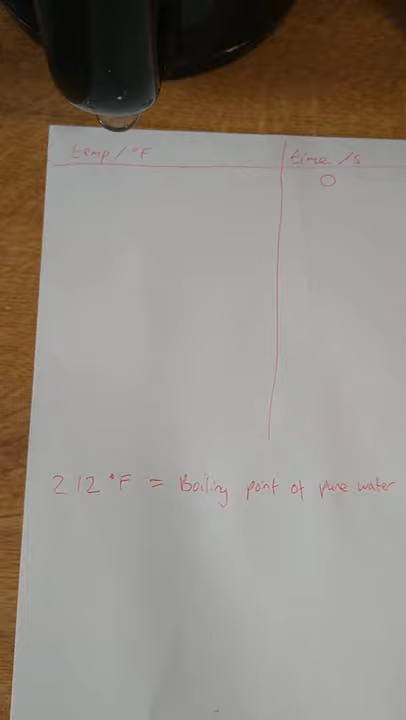 temp / °F time /s
0
212 °F = Boiling point of pure water